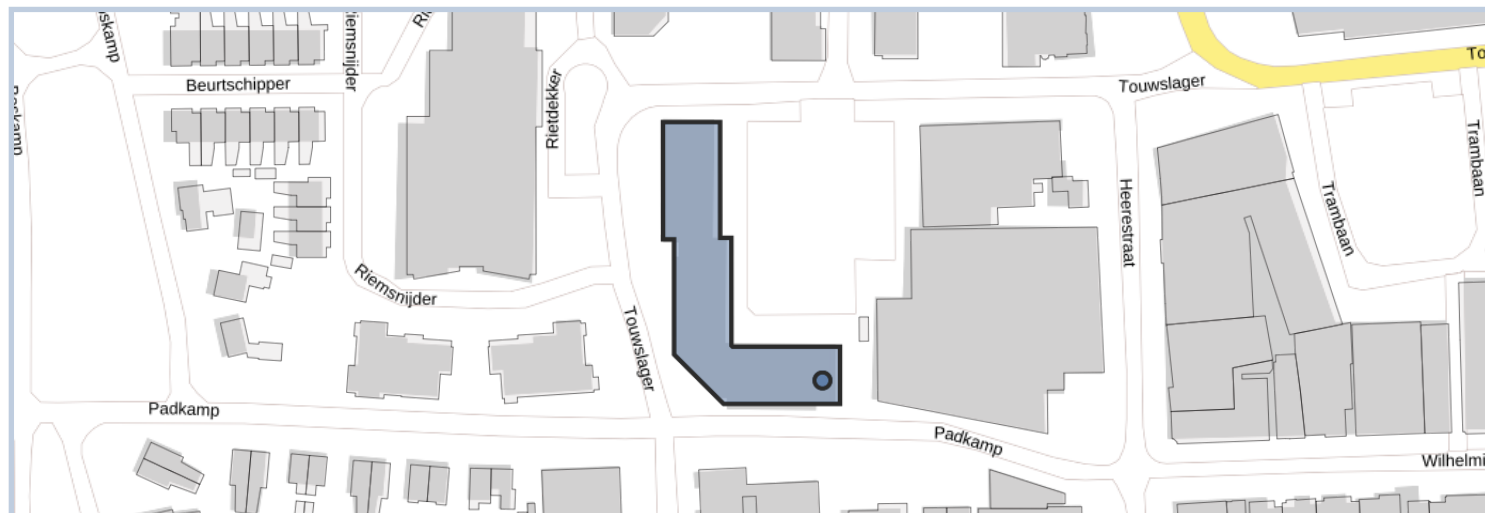 Beurtschipper
Riemsnijder
Rietdekker
Touwslager
Trambaan
Trambaan
Heerestraat
Riemsnijder
Touwslager
Padkamp
Padkamp